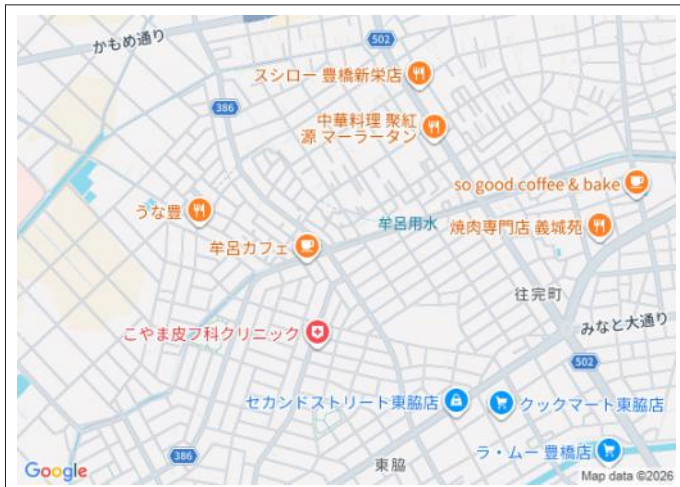 かもめ通り
502
スシロー 豊橋新栄店
386
中華料理 聚紅
源 マーラータン
so good coffee & bake
うな豊
牟呂用水
焼肉専門店 義城苑
牟呂カフェ
往完町
こやま皮フ科クリニック
みなと大通り
502
セカンドストリート東脇店
クックマート東脇店
386
東脇
ラ・ムー 豊橋店
Google
Map data ©2026